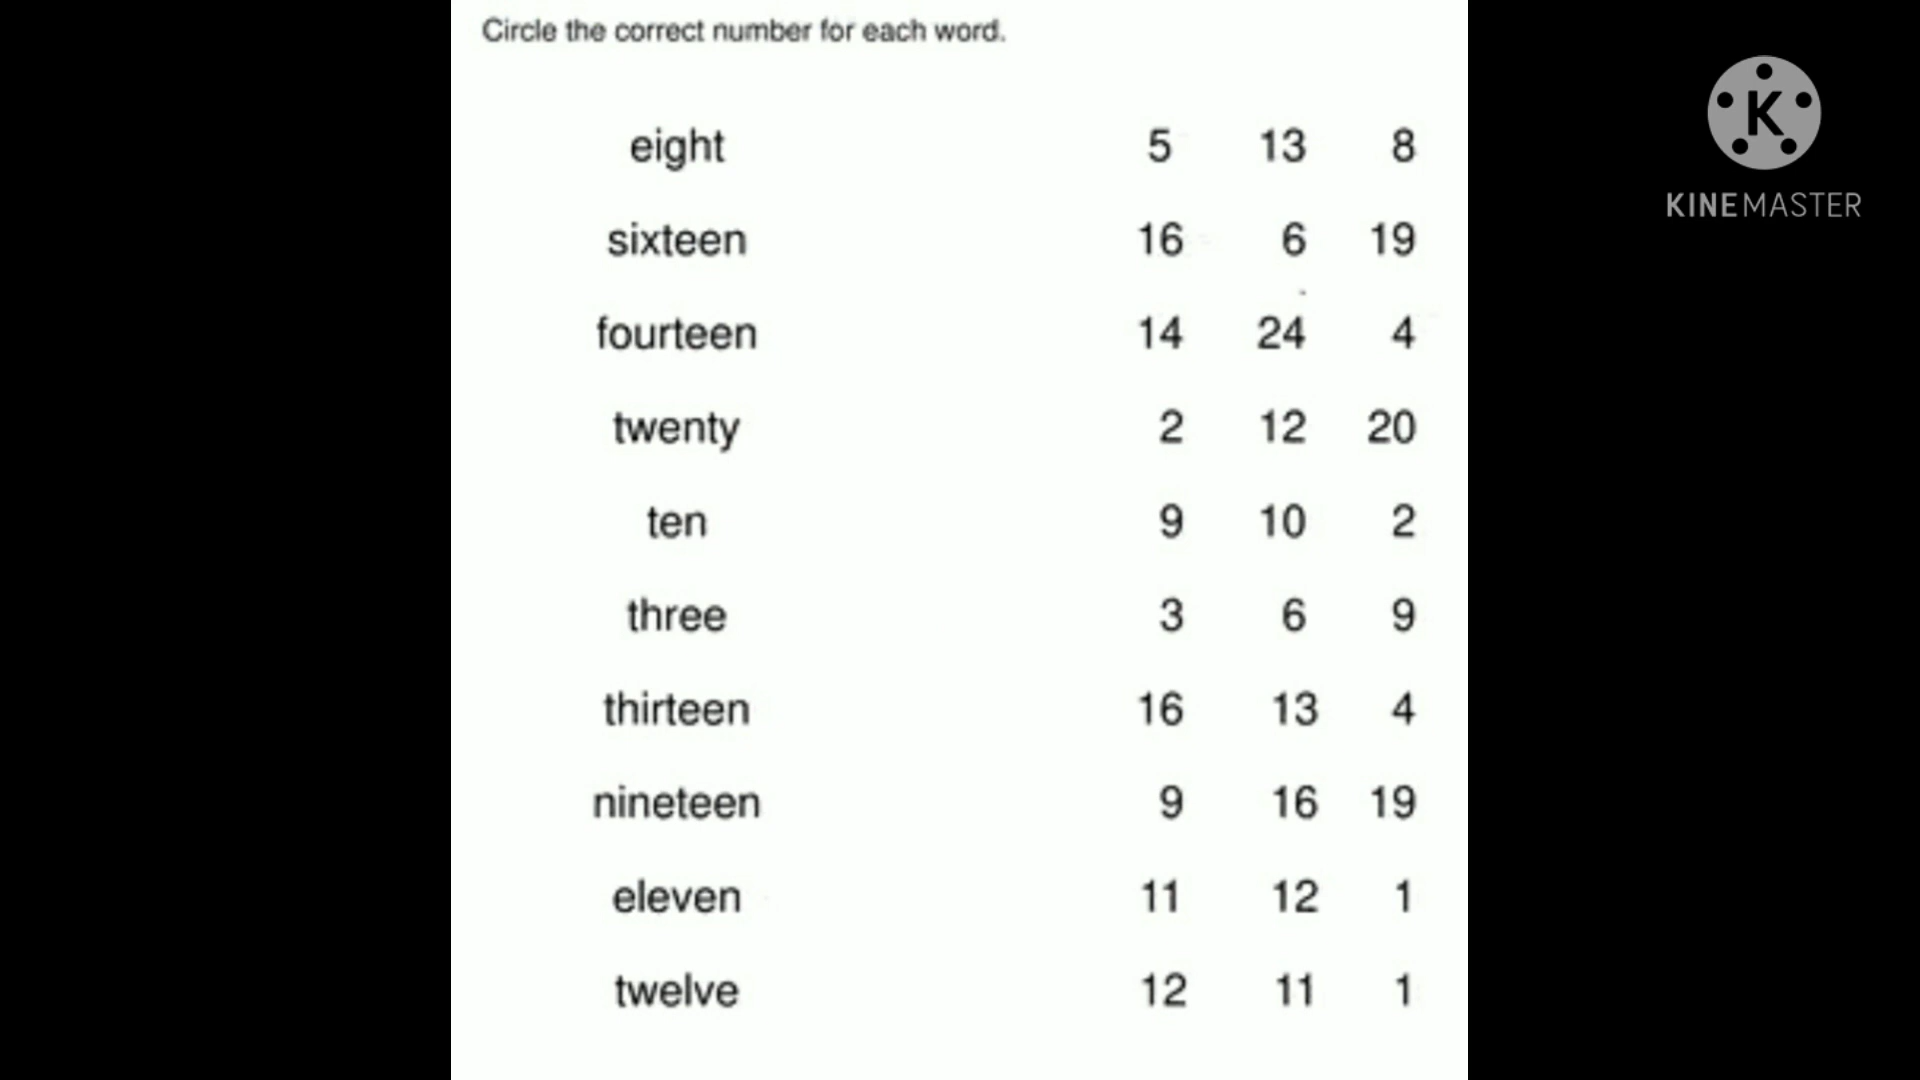 Circle the correct number for each word.
eight 5 13 8
sixteen 16 6 19
fourteen 14 24 4
twenty 2 12 20
ten 9 10 2
three 3 6 9
thirteen 16 13 4
nineteen 9 16 19
eleven 11 12 1
twelve 12 11 1
K
KINEMASTER